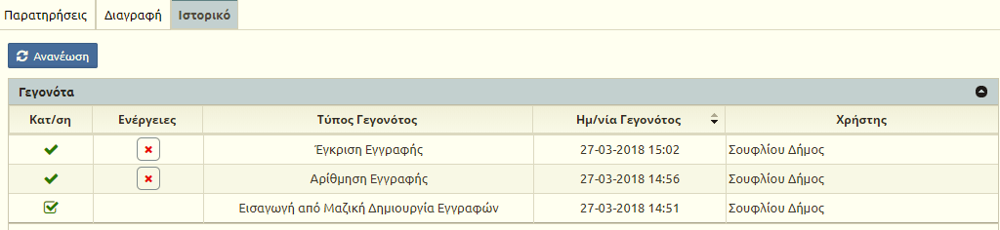 Παρατηρήσεις Διαγραφή Ιστορικό
Ανανέωση
Γεγονότα
Κατ/ση Ενέργειες Τύπος Γεγονότος Ημ/νία Γεγονότος Χρήστης
Έγκριση Εγγραφής 27-03-2018 15:02 Σουφλίου Δήμος
Αρίθμηση Εγγραφής 27-03-2018 14:56 Σουφλίου Δήμος
Εισαγωγή από Μαζική Δημιουργία Εγγραφών 27-03-2018 14:51 Σουφλίου Δήμος